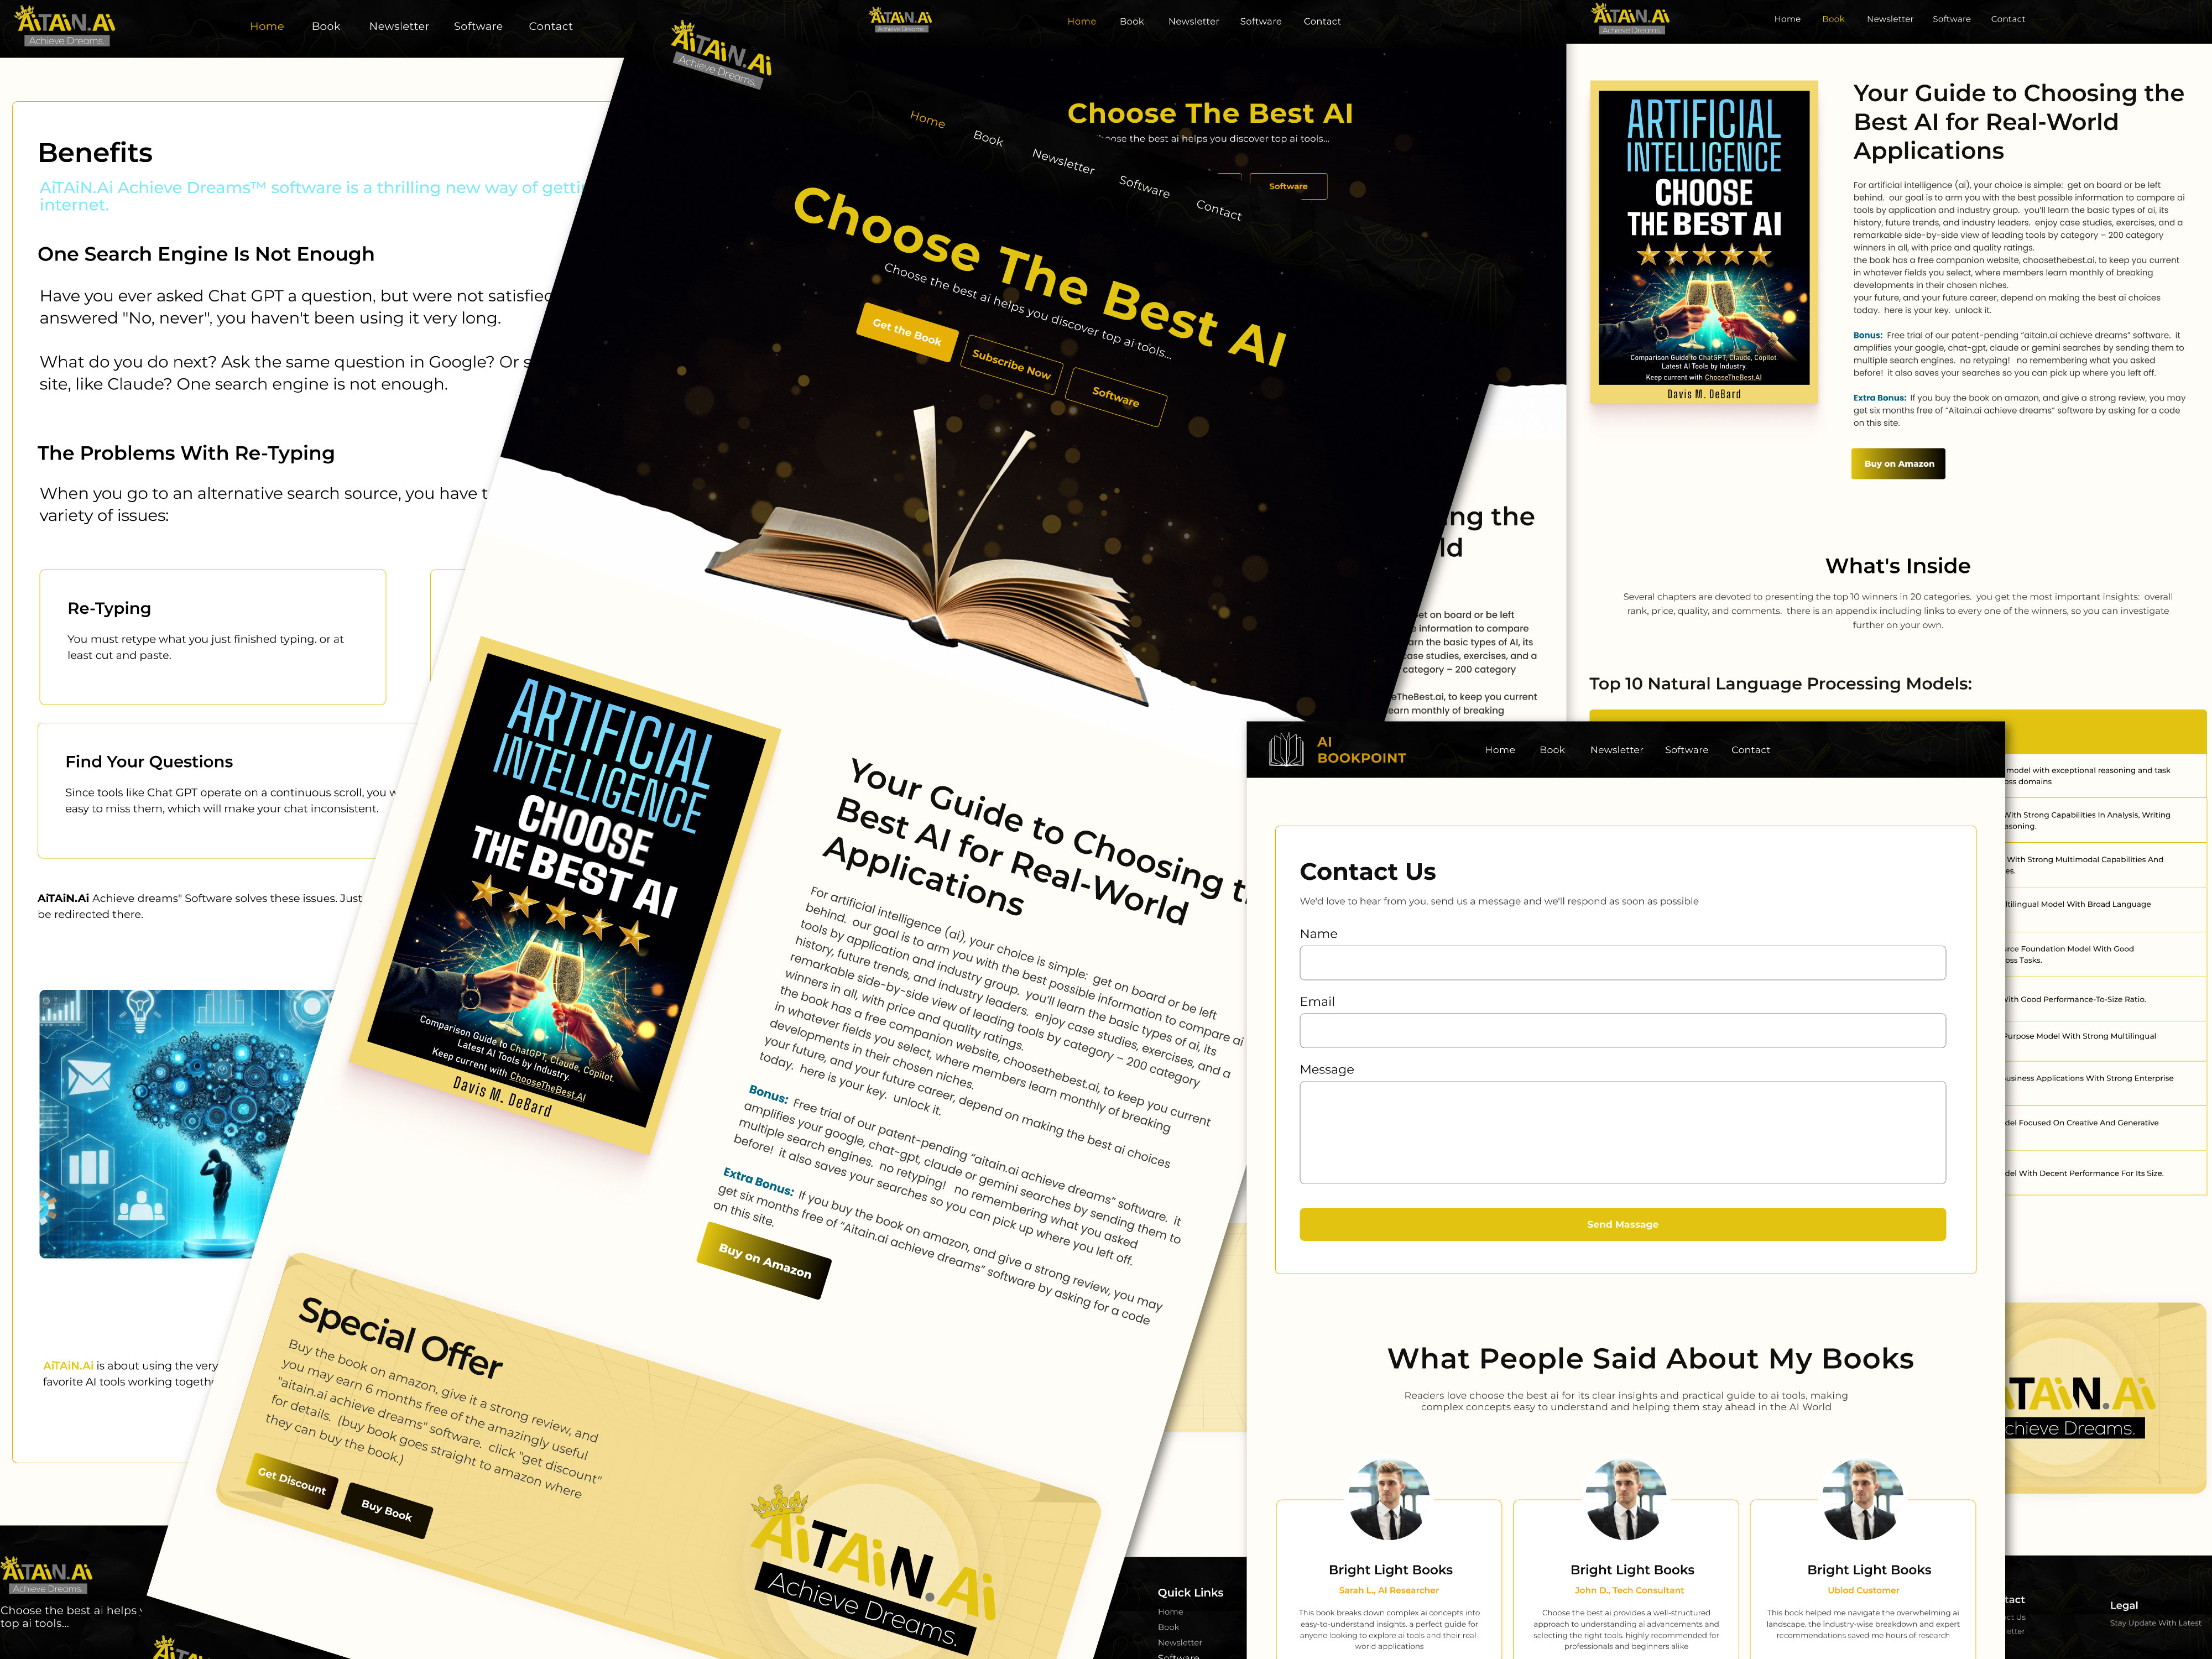 AiTAiN.Ai
Achieve Dreams.
Home Book Newsletter Software Contact
Benefits
AiTAiN.Ai Achieve Dreams™ software is a thrilling new way of getti
internet.
One Search Engine Is Not Enough
Have you ever asked Chat GPT a question, but were not satisfied
answered "No, never", you haven't been using it very long.
What do you do next? Ask the same question in Google? Or s
site, like Claude? One search engine is not enough.
The Problems With Re-Typing
When you go to an alternative search source, you have t
variety of issues:
Re-Typing
You must retype what you just finished typing. or at
least cut and paste.
Find Your Questions
Since tools like Chat GPT operate on a continuous scroll, you w
easy to miss them, which will make your chat inconsistent.
AiTAiN.Ai Achieve dreams" Software solves these issues. Just
be redirected there.
AiTAiN.Ai is about using the very
favorite AI tools working togethe
AiTAiN.Ai
Achieve Dreams.
Choose the best ai helps
top ai tools...
AiTAiN.Ai
Achieve Dreams.
Home Book Newsletter Software Contact
Choose The Best AI
Choose the best ai helps you discover top ai tools...
Get the Book
Subscribe Now
Software
ARTIFICIAL
INTELLIGENCE
CHOOSE
THE BEST AI
Comparison Guide to ChatGPT, Claude, Copilot.
Latest AI Tools by Industry.
Keep current with ChooseTheBest.AI
Davis M. DeBard
Your Guide to Choosing t
Best AI for Real-World
Applications
For artificial intelligence (ai), your choice is simple: get on board or be left
behind. our goal is to arm you with the best possible information to compare ai
tools by application and industry group. you'll learn the basic types of ai, its
history, future trends, and industry leaders. enjoy case studies, exercises, and a
remarkable side-by-side view of leading tools by category – 200 category
winners in all, with price and quality ratings.
the book has a free companion website, choosethebest.ai, to keep you current
in whatever fields you select, where members learn monthly of breaking
developments in their chosen niches.
your future, and your future career, depend on making the best ai choices
today. here is your key. unlock it.
Bonus: Free trial of our patent-pending "aitain.ai achieve dreams" software. it
amplifies your google, chat-gpt, claude or gemini searches by sending them to
multiple search engines. no retyping! no remembering what you asked
before! it also saves your searches so you can pick up where you left off.
Extra Bonus: If you buy the book on amazon, and give a strong review, you may
get six months free of "Aitain.ai achieve dreams" software by asking for a code
on this site.
Buy on Amazon
Special Offer
Buy the book on amazon, give it a strong review, and
you may earn 6 months free of the amazingly useful
"aitain.ai achieve dreams" software. click "get discount"
for details. (buy book goes straight to amazon where
they can buy the book.)
Get Discount
Buy Book
AiTAiN.Ai
Achieve Dreams.
AiTAiN.Ai
Achieve Dreams.
Home Book Newsletter Software Contact
Choose The Best AI
hoose the best ai helps you discover top ai tools...
Software
ng the
ld
et on board or be left
information to compare
arn the basic types of AI, its
case studies, exercises, and a
category – 200 category
eTheBest.ai, to keep you current
earn monthly of breaking
Quick Links
Home
Book
Newsletter
Software
AiTAiN.Ai
Achieve Dreams.
Home Book Newsletter Software Contact
ARTIFICIAL
INTELLIGENCE
CHOOSE
THE BEST AI
Comparison Guide to ChatGPT, Claude, Copilot.
Latest AI Tools by Industry.
Keep current with ChooseTheBest.AI
Davis M. DeBard
Your Guide to Choosing the
Best AI for Real-World
Applications
For artificial intelligence (ai), your choice is simple: get on board or be left
behind. our goal is to arm you with the best possible information to compare ai
tools by application and industry group. you'll learn the basic types of ai, its
history, future trends, and industry leaders. enjoy case studies, exercises, and a
remarkable side-by-side view of leading tools by category – 200 category
winners in all, with price and quality ratings.
the book has a free companion website, choosethebest.ai, to keep you current
in whatever fields you select, where members learn monthly of breaking
developments in their chosen niches.
your future, and your future career, depend on making the best ai choices
today. here is your key. unlock it.
Bonus: Free trial of our patent-pending "aitain.ai achieve dreams" software. it
amplifies your google, chat-gpt, claude or gemini searches by sending them to
multiple search engines. no retyping! no remembering what you asked
before! it also saves your searches so you can pick up where you left off.
Extra Bonus: If you buy the book on amazon, and give a strong review, you may
get six months free of "Aitain.ai achieve dreams" software by asking for a code
on this site.
Buy on Amazon
What's Inside
Several chapters are devoted to presenting the top 10 winners in 20 categories. you get the most important insights: overall
rank, price, quality, and comments. there is an appendix including links to every one of the winners, so you can investigate
further on your own.
Top 10 Natural Language Processing Models:
model with exceptional reasoning and task
oss domains
With Strong Capabilities In Analysis, Writing
asoning.
With Strong Multimodal Capabilities And
es.
ltilingual Model With Broad Language
urce Foundation Model With Good
oss Tasks.
With Good Performance-To-Size Ratio.
Purpose Model With Strong Multilingual
usiness Applications With Strong Enterprise
del Focused On Creative And Generative
del With Decent Performance For Its Size.
TAiN.Ai
chieve Dreams.
tact
ct Us
letter
Legal
Stay Update With Latest
AI
BOOKPOINT
Home Book Newsletter Software Contact
Contact Us
We'd love to hear from you. send us a message and we'll respond as soon as possible
Name
Email
Message
Send Massage
What People Said About My Books
Readers love choose the best ai for its clear insights and practical guide to ai tools, making
complex concepts easy to understand and helping them stay ahead in the AI World
Bright Light Books
Sarah L., AI Researcher
This book breaks down complex ai concepts into
easy-to-understand insights, a perfect guide for
anyone looking to explore ai tools and their real-
world applications
Bright Light Books
John D., Tech Consultant
Choose the best ai provides a well-structured
approach to understanding ai advancements and
selecting the right tools. highly recommended for
professionals and beginners alike
Bright Light Books
Ublod Customer
This book helped me navigate the overwhelming ai
landscape. the industry-wise breakdown and expert
recommendations saved me hours of research